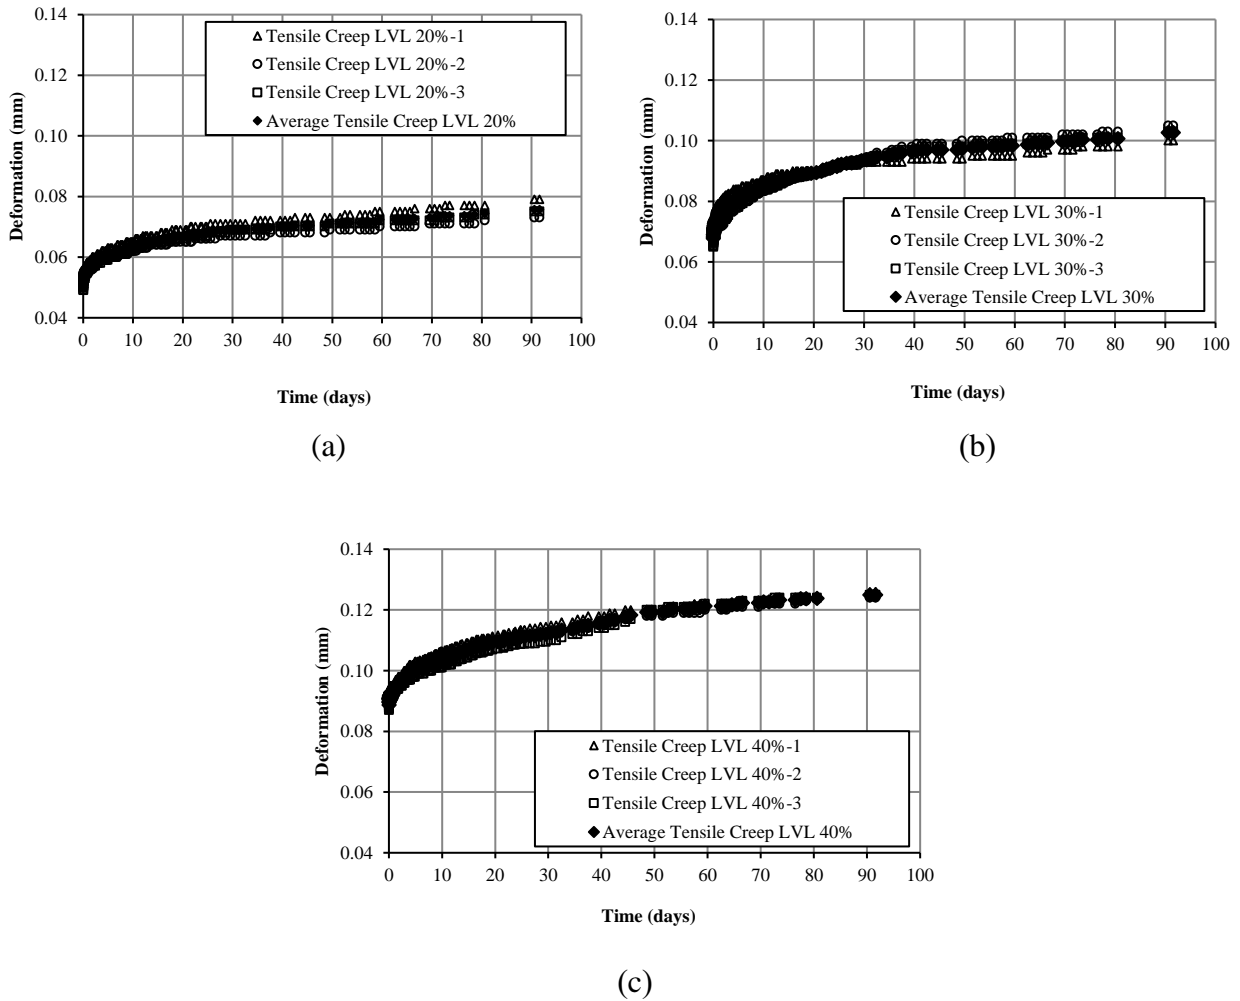 0.14
0.12
0.10
0.08
0.06
0.04
Deformation (mm)
Tensile Creep LVL 20%-1
Tensile Creep LVL 20%-2
Tensile Creep LVL 20%-3
Average Tensile Creep LVL 20%
0 10 20 30 40 50 60 70 80 90 100
Time (days)
(a)
0.14
0.12
0.10
0.08
0.06
0.04
Deformation (mm)
Tensile Creep LVL 30%-1
Tensile Creep LVL 30%-2
Tensile Creep LVL 30%-3
Average Tensile Creep LVL 30%
0 10 20 30 40 50 60 70 80 90 100
Time (days)
(b)
0.14
0.12
0.10
0.08
0.06
0.04
Deformation (mm)
Tensile Creep LVL 40%-1
Tensile Creep LVL 40%-2
Tensile Creep LVL 40%-3
Average Tensile Creep LVL 40%
0 10 20 30 40 50 60 70 80 90 100
Time (days)
(c)